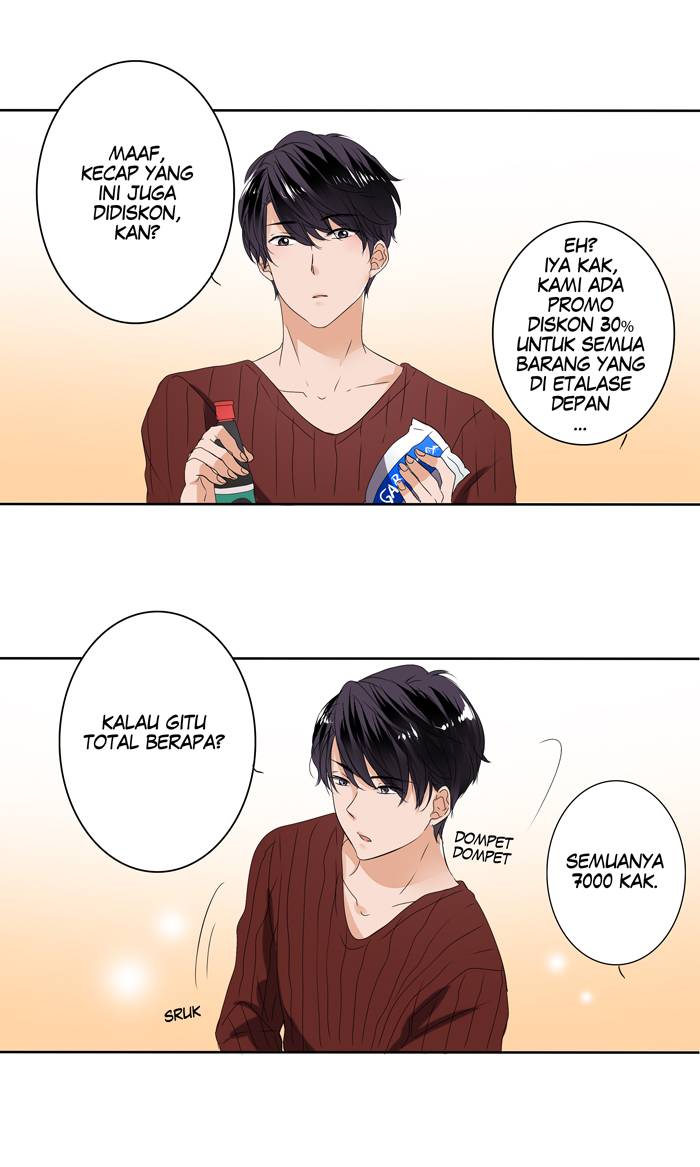 MAAF,
KECAP YANG
INI JUGA
DIDISKON,
KAN?
EH?
IYA KAK,
KAMI ADA
PROMO
DISKON 30%
UNTUK SEMUA
BARANG YANG
DI ETALASE
DEPAN
...
GAR
KALAU GITU
TOTAL BERAPA?
DOMPET
DOMPET
SEMUANYA
7000 KAK.
SRUK